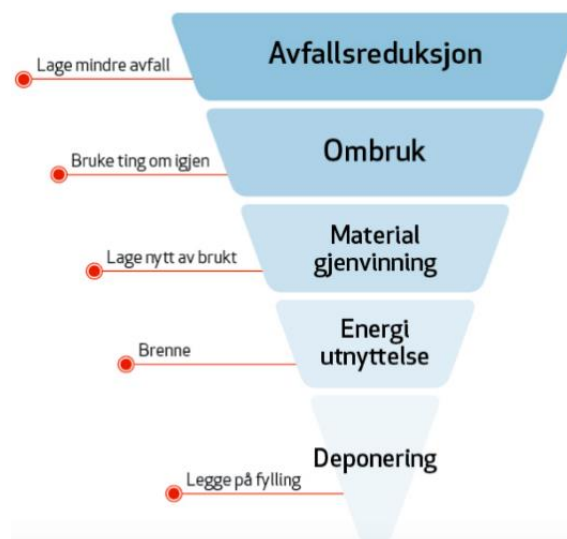 Avfallsreduksjon
Lage mindre avfall
Ombruk
Bruke ting om igjen
Material
gjenvinning
Lage nytt av brukt
Energi
utnyttelse
Brenne
Deponering
Legge på fylling